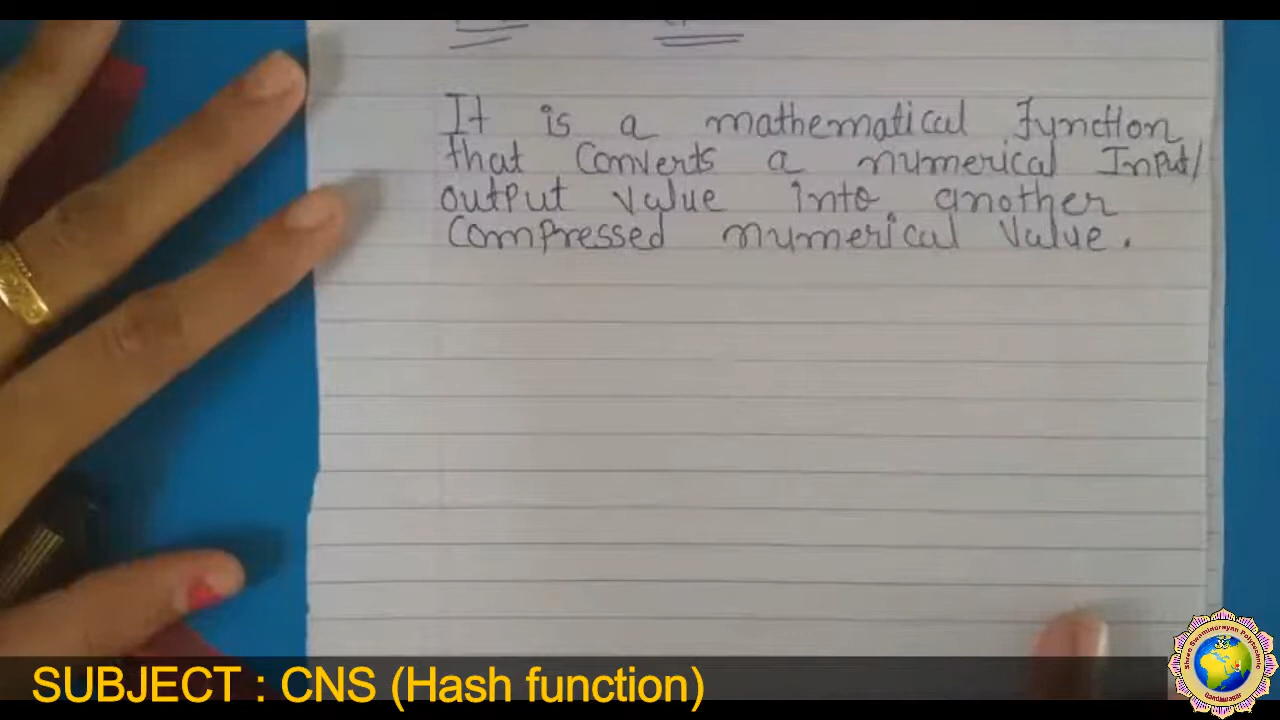 It is a mathematical function
that converts a numerical Input/
output value into another
compressed numerical value.
SUBJECT : CNS (Hash function)